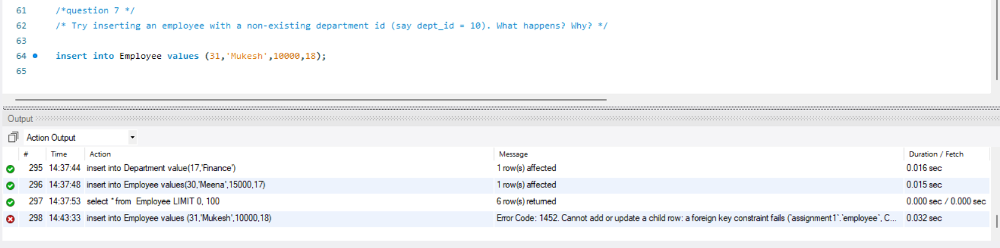 61 /*question 7 */
62 /* Try inserting an employee with a non-existing department id (say dept_id = 10). What happens? Why? */
63
64 insert into Employee values (31,'Mukesh',10000,18);
65
Output
Action Output
# Time Action Message Duration / Fetch
295 14:37:44 insert into Department value(17,'Finance') 1 row(s) affected 0.016 sec
296 14:37:48 insert into Employee values(30,'Meena',15000,17) 1 row(s) affected 0.015 sec
297 14:37:53 select * from Employee LIMIT 0, 100 6 row(s) returned 0.000 sec / 0.000 sec
298 14:43:33 insert into Employee values (31,'Mukesh',10000,18) Error Code: 1452. Cannot add or update a child row: a foreign key constraint fails (`assignment1`.`employee`, C... 0.032 sec